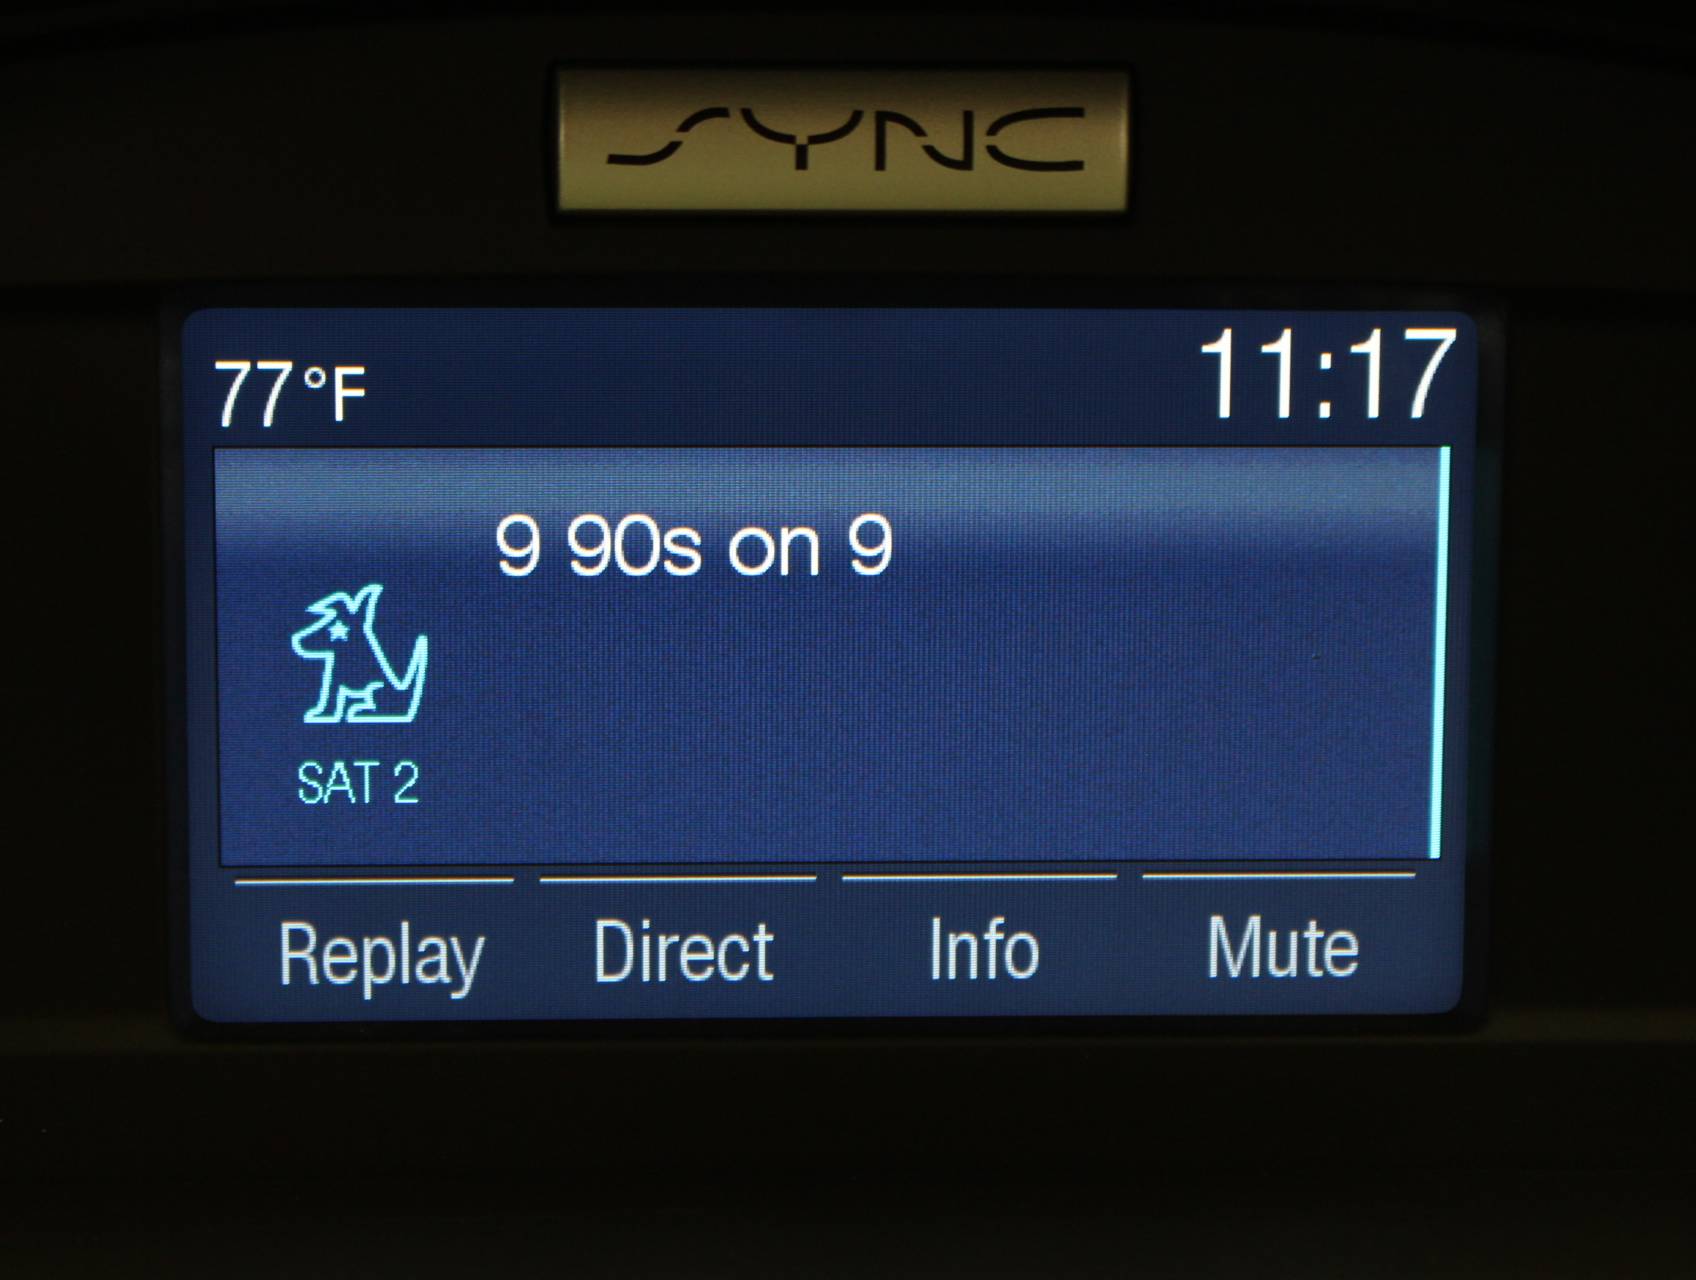 SYNC
77°F
11:17
9 90s on 9
SAT 2
Replay Direct Info Mute